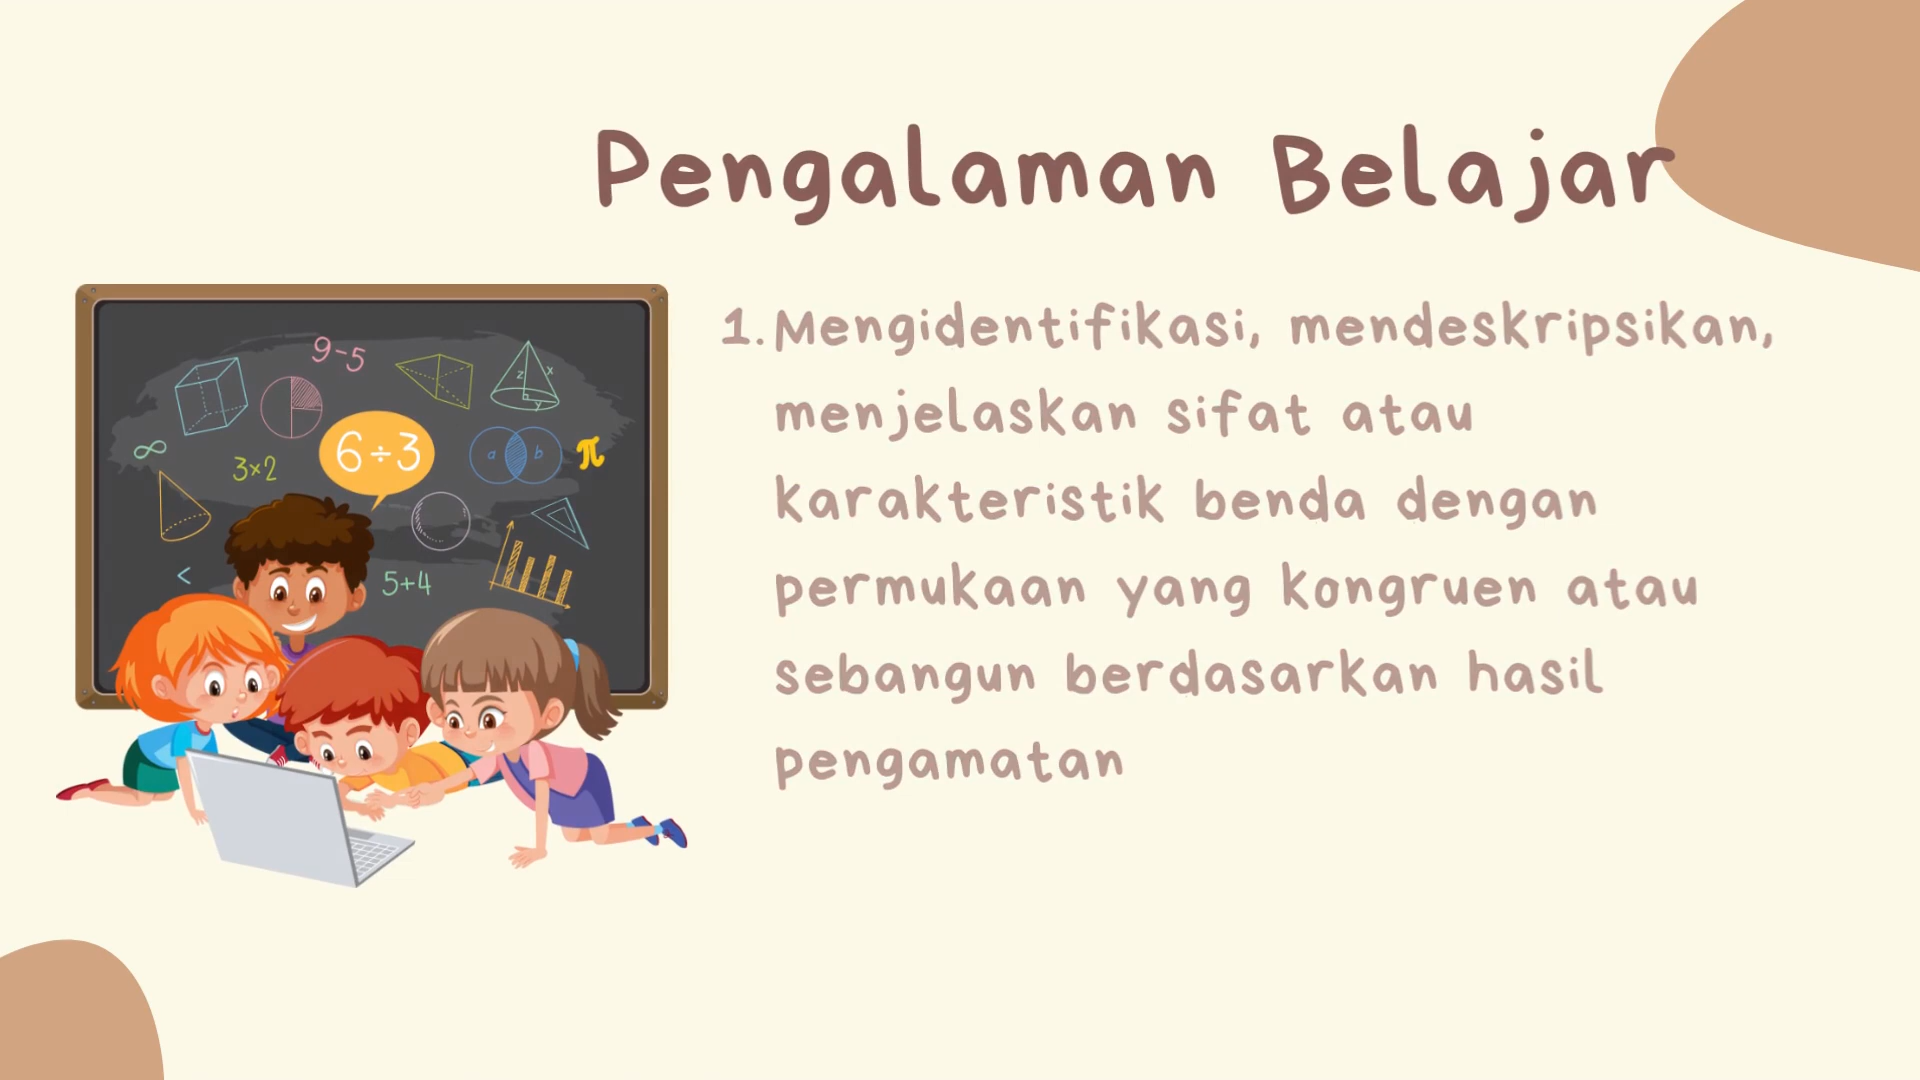 Pengalaman Belajar
1. Mengidentifikasi, mendeskripsikan,
menjelaskan sifat atau
karakteristik benda dengan
permukaan yang kongruen atau
sebangun berdasarkan hasil
pengamatan
9-5
z x
y
6÷3
a b
π
∞
3×2
<
5+4